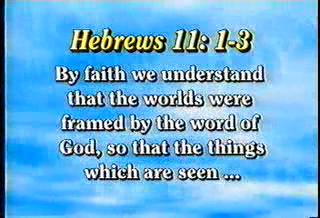 Hebrews 11: 1-3
By faith we understand
that the worlds were
framed by the word of
God, so that the things
which are seen ...